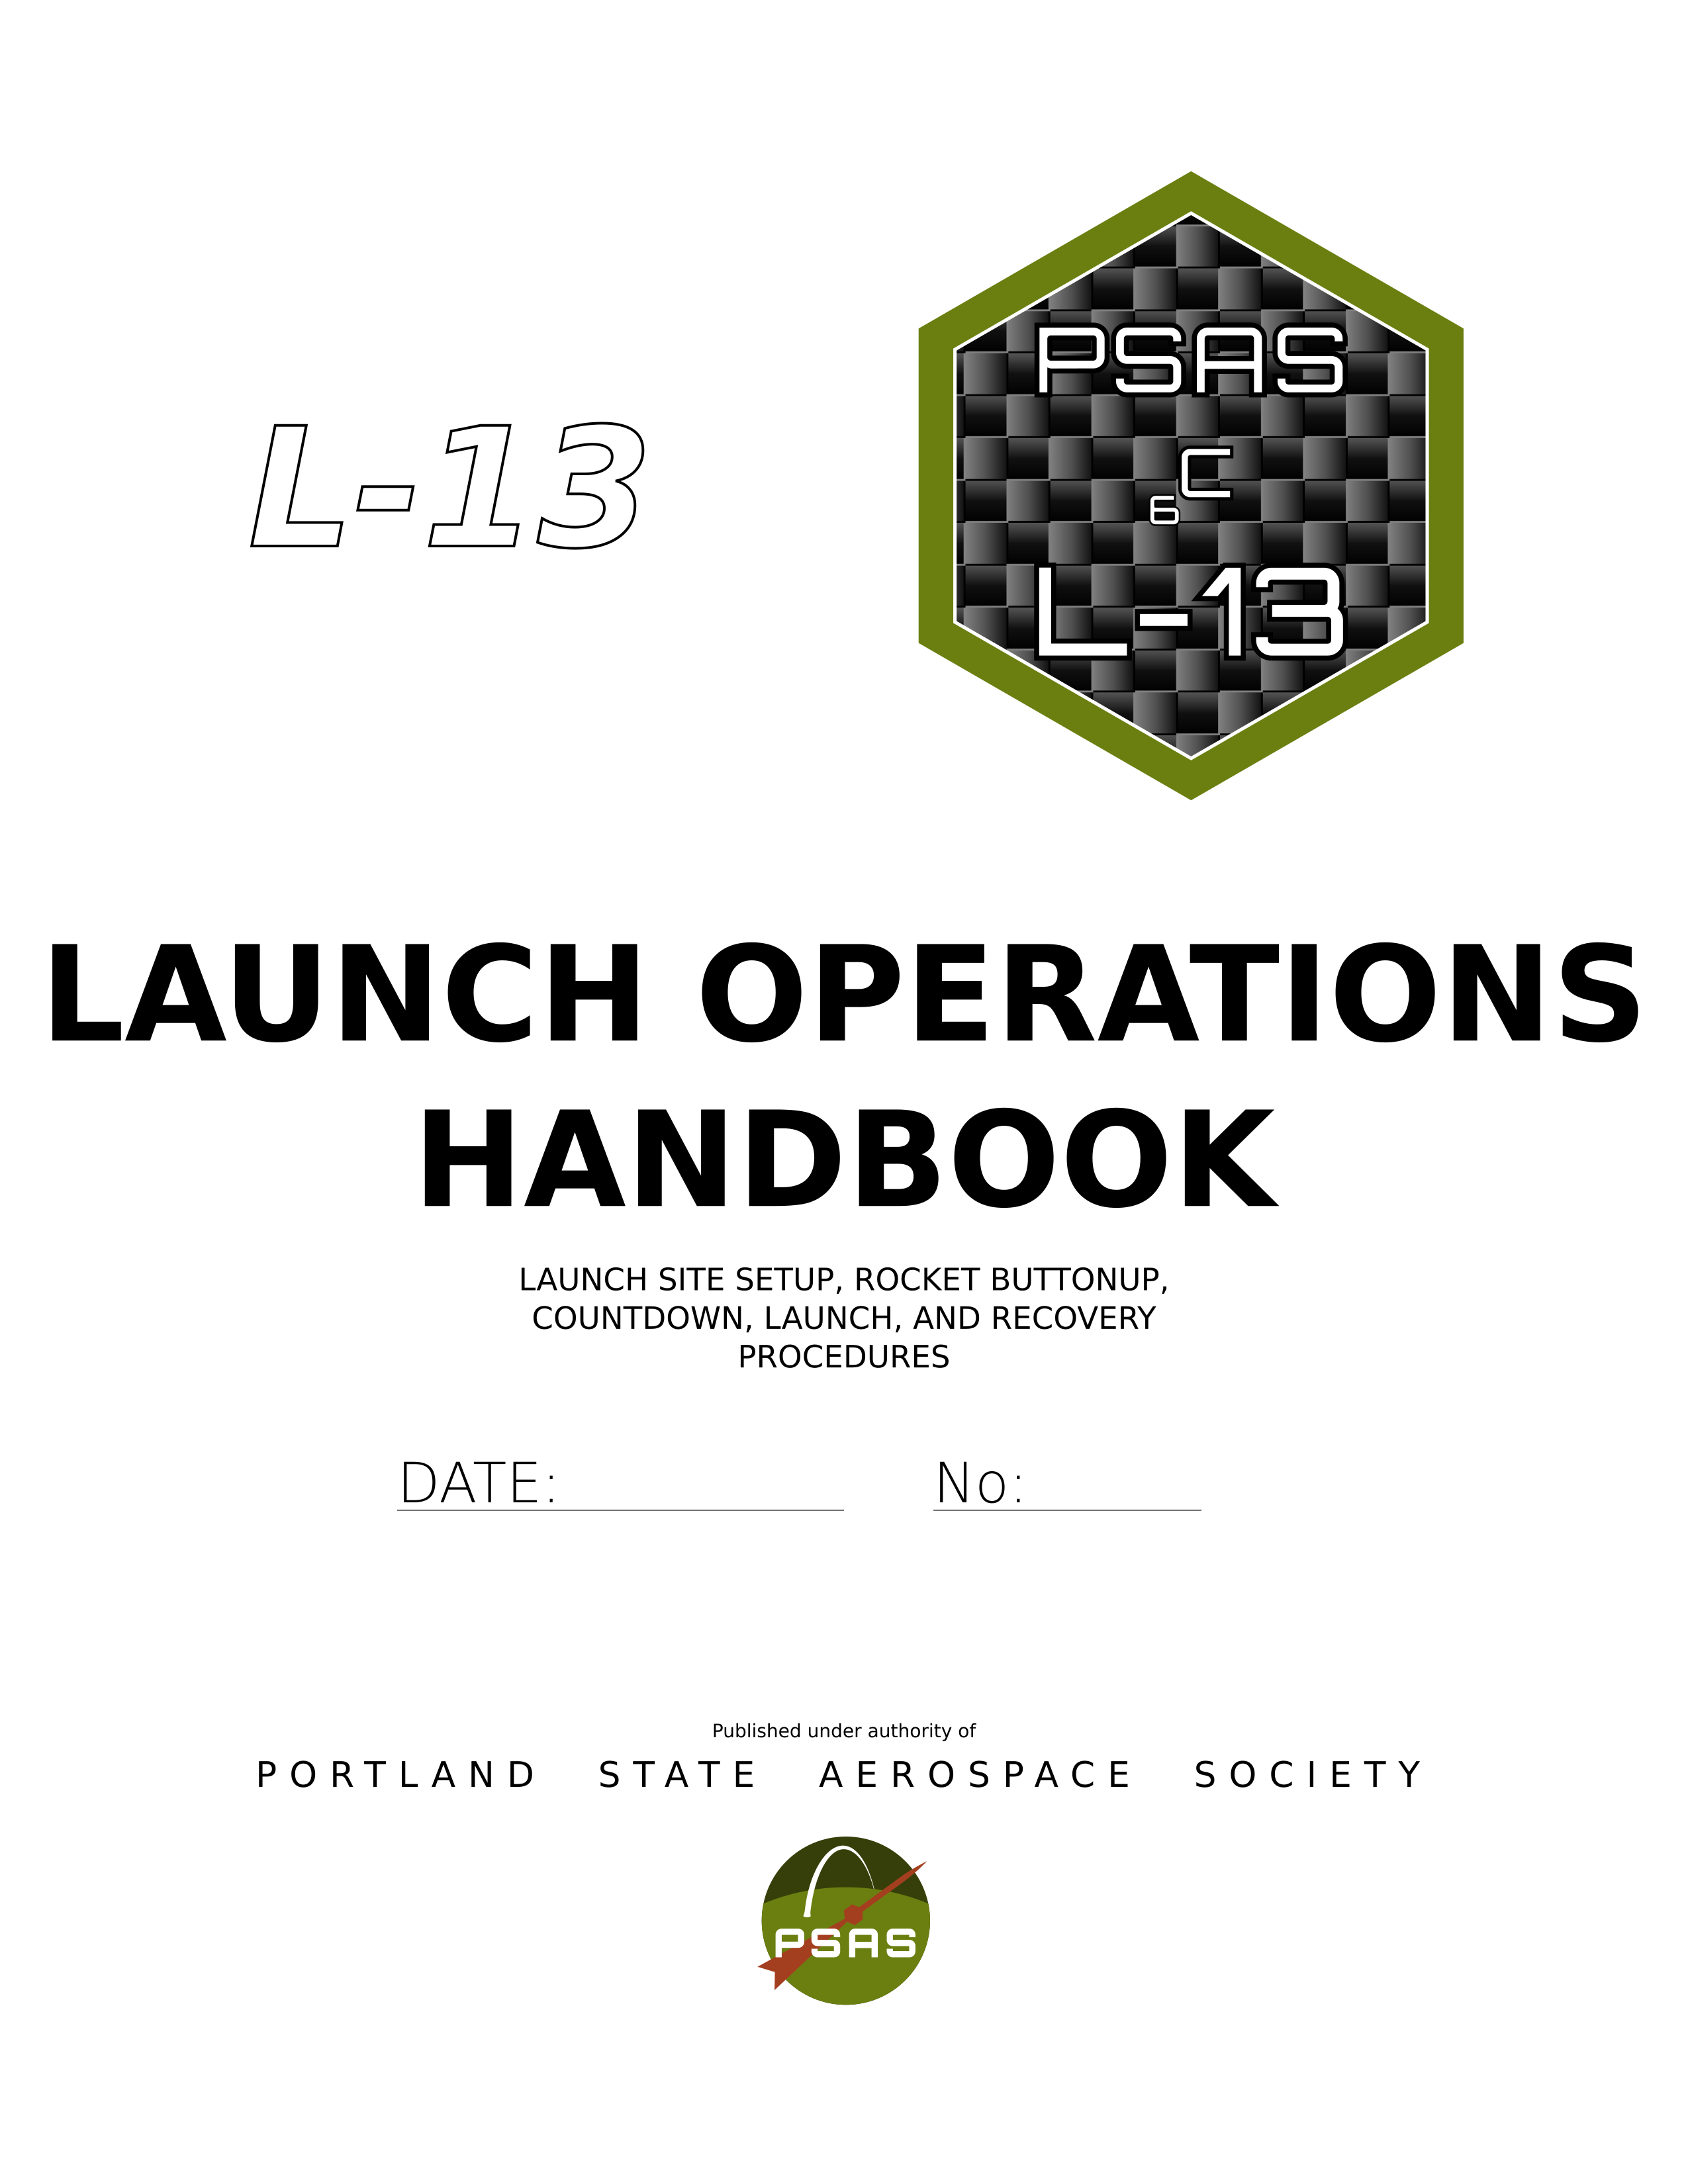 L-13
PSAS
C
6
L-13
LAUNCH OPERATIONS
HANDBOOK
LAUNCH SITE SETUP, ROCKET BUTTONUP,
COUNTDOWN, LAUNCH, AND RECOVERY
PROCEDURES
DATE: No:
Published under authority of
PORTLAND STATE AEROSPACE SOCIETY
PSAS